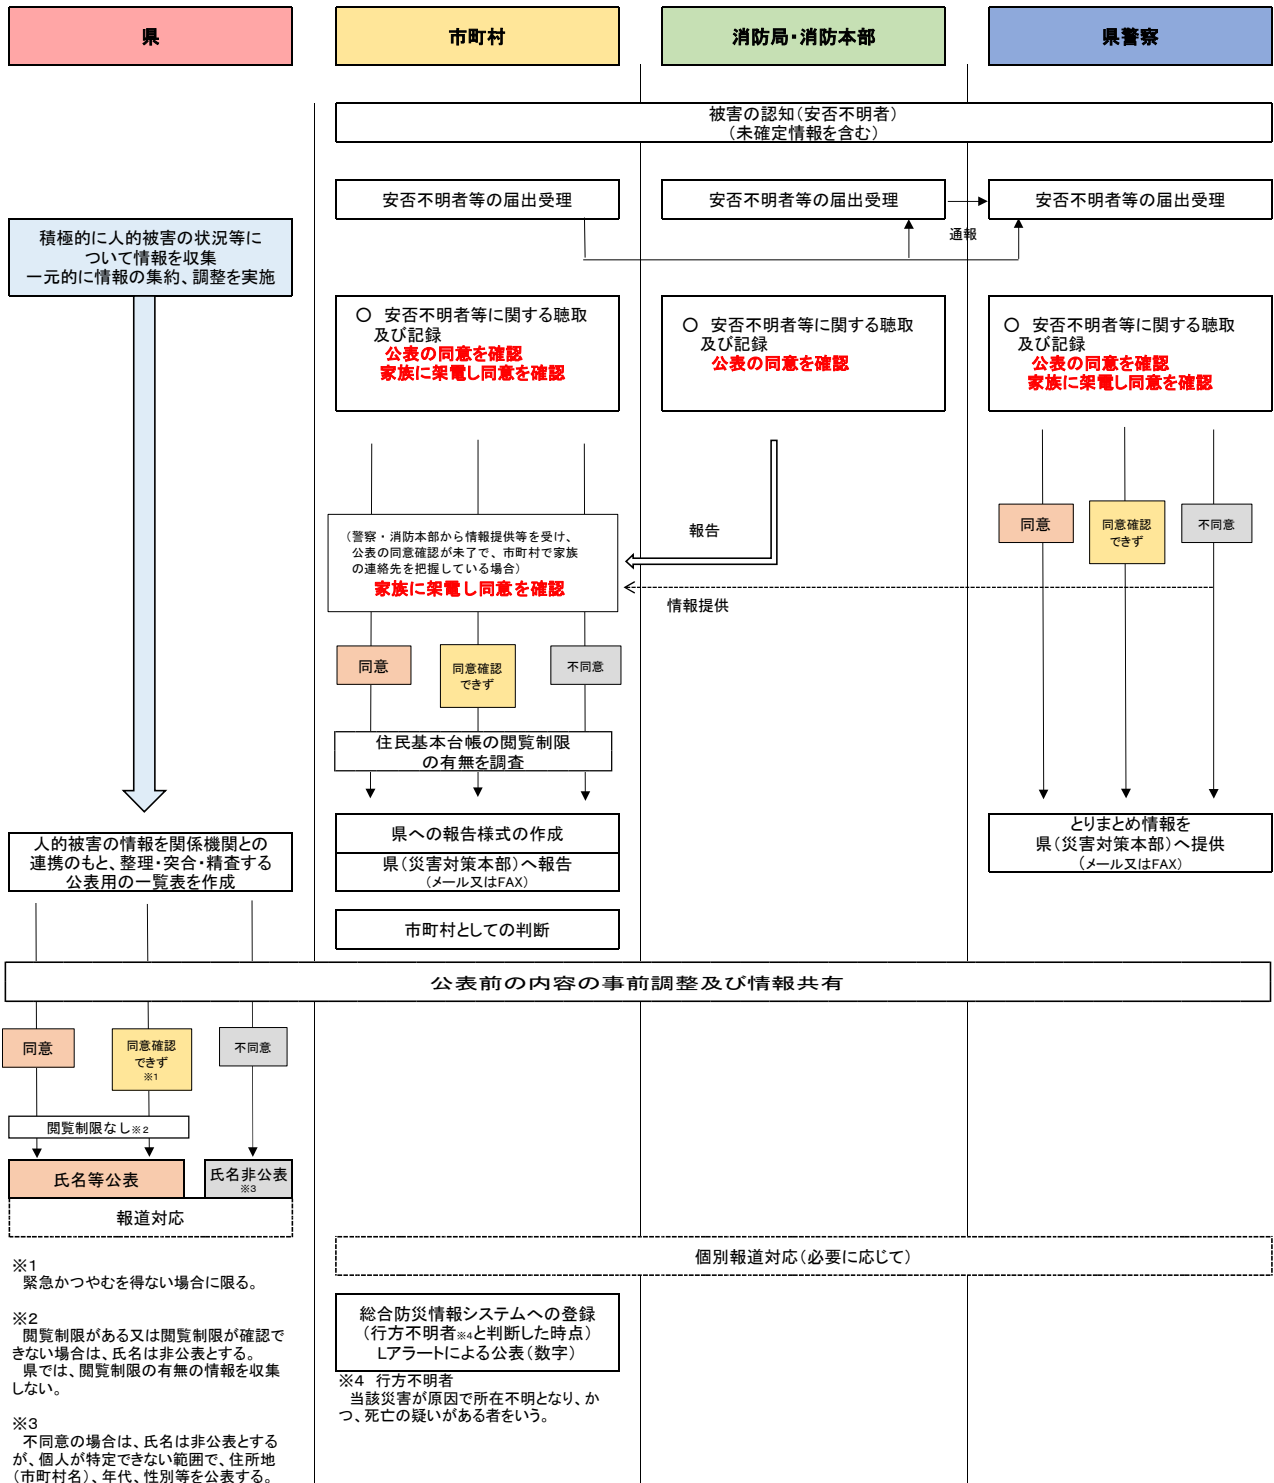 県
市町村
消防局・消防本部
県警察
被害の認知（安否不明者）
（未確定情報を含む）
安否不明者等の届出受理
安否不明者等の届出受理
安否不明者等の届出受理
通報
積極的に人的被害の状況等に
ついて情報を収集
一元的に情報の集約、調整を実施
○　安否不明者等に関する聴取
及び記録
公表の同意を確認
家族に架電し同意を確認
○　安否不明者等に関する聴取
及び記録
公表の同意を確認
○　安否不明者等に関する聴取
及び記録
公表の同意を確認
家族に架電し同意を確認
同意
同意確認
できず
不同意
報告
（警察・消防本部から情報提供等を受け、
公表の同意確認が未了で、市町村で家族
の連絡先を把握している場合）
家族に架電し同意を確認
情報提供
同意
同意確認
できず
不同意
住民基本台帳の閲覧制限
の有無を調査
人的被害の情報を関係機関との
連携のもと、整理・突合・精査する
公表用の一覧表を作成
県への報告様式の作成
県（災害対策本部）へ報告
（メール又はFAX）
とりまとめ情報を
県（災害対策本部）へ提供
（メール又はFAX）
市町村としての判断
公表前の内容の事前調整及び情報共有
同意
同意確認
できず
※1
不同意
閲覧制限なし※2
氏名等公表
氏名非公表
※3
報道対応
個別報道対応（必要に応じて）
※1
緊急かつやむを得ない場合に限る。
※2
閲覧制限がある又は閲覧制限が確認で
きない場合は、氏名は非公表とする。
県では、閲覧制限の有無の情報を収集
しない。
※3
不同意の場合は、氏名は非公表とする
が、個人が特定できない範囲で、住所地
（市町村名）、年代、性別等を公表する。
総合防災情報システムへの登録
（行方不明者※4と判断した時点）
Lアラートによる公表（数字）
※4　行方不明者
当該災害が原因で所在不明となり、か
つ、死亡の疑いがある者をいう。